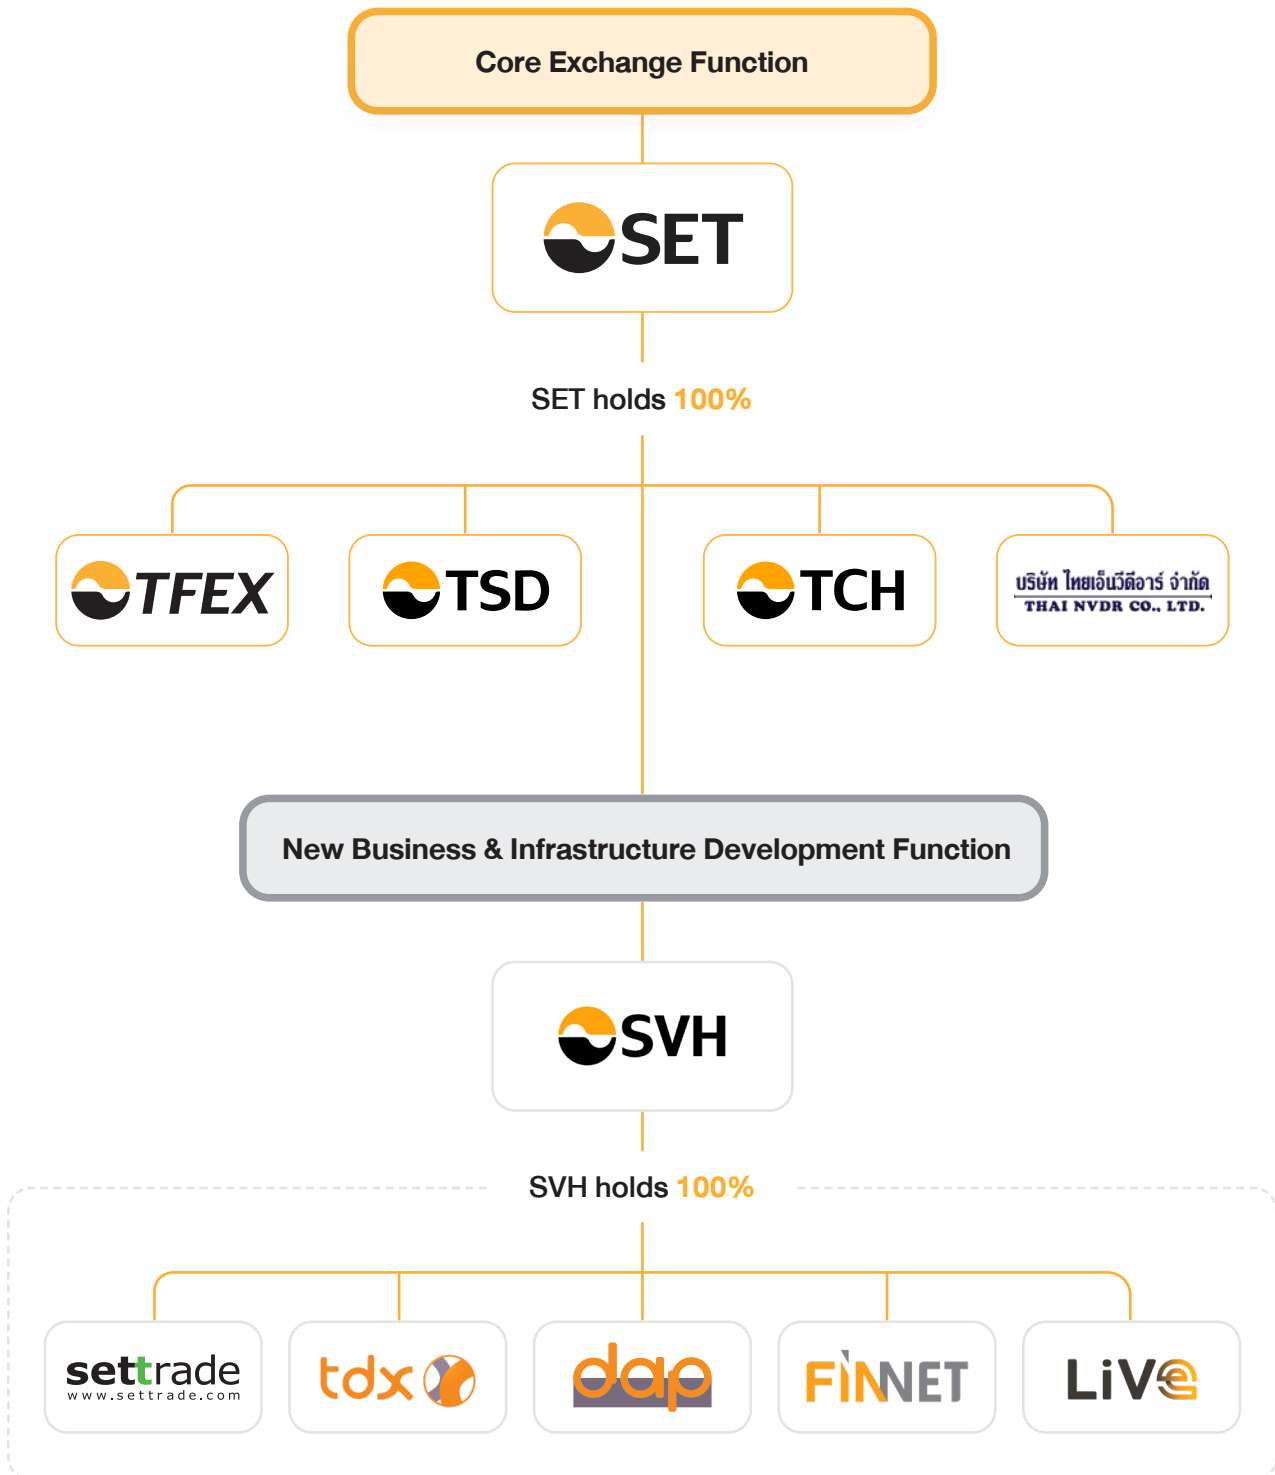 Core Exchange Function
SET
SET holds 100%
TFEX
TSD
TCH
บริษัท ไทยเอ็นวีดีอาร์ จำกัด
THAI NVDR CO., LTD.
New Business & Infrastructure Development Function
SVH
SVH holds 100%
settrade
www.settrade.com
tdx
dap
FiNNET
LiVe